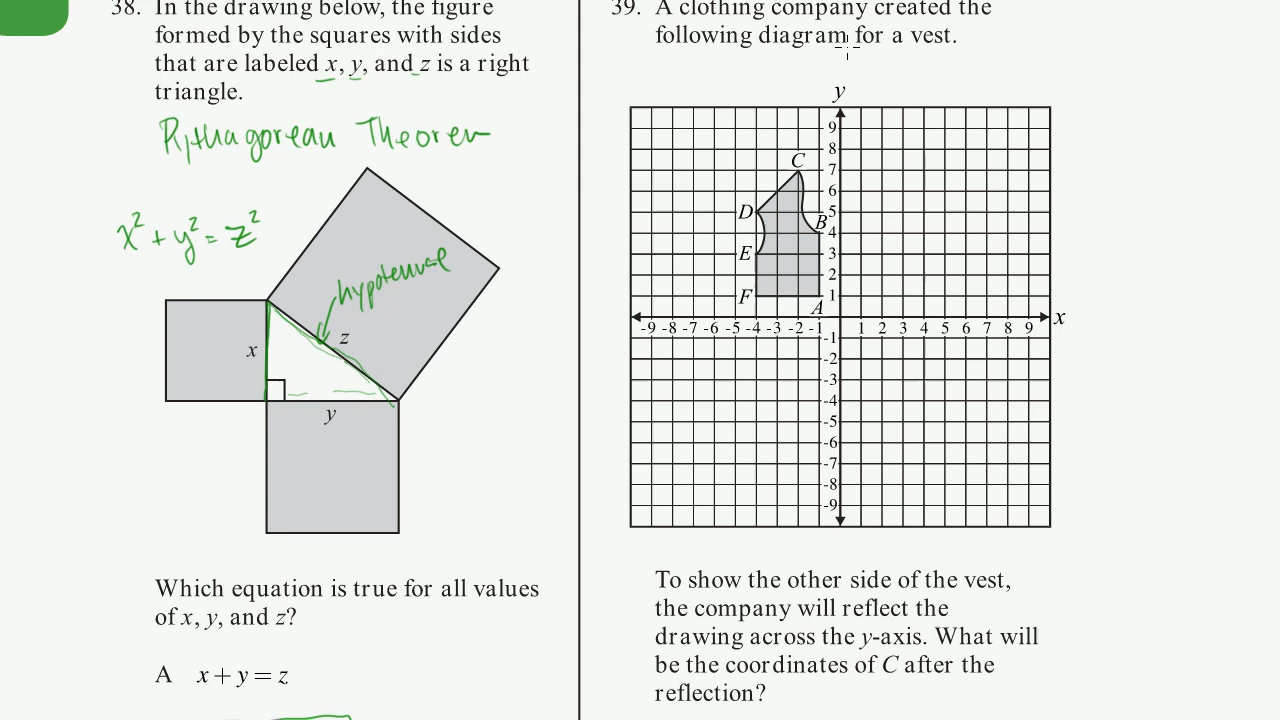 38. In the drawing below, the figure
formed by the squares with sides
that are labeled x, y, and z is a right
triangle.
Pythagorean Theorem
x² + y² = z²
hypotenuse
x
z
y
Which equation is true for all values
of x, y, and z?
A x + y = z
39. A clothing company created the
following diagram for a vest.
y
9
8
C 7
6
D 5
B 4
E 3
2
F 1
A
-9 -8 -7 -6 -5 -4 -3 -2 -1 1 2 3 4 5 6 7 8 9 x
-1
-2
-3
-4
-5
-6
-7
-8
-9
To show the other side of the vest,
the company will reflect the
drawing across the y-axis. What will
be the coordinates of C after the
reflection?